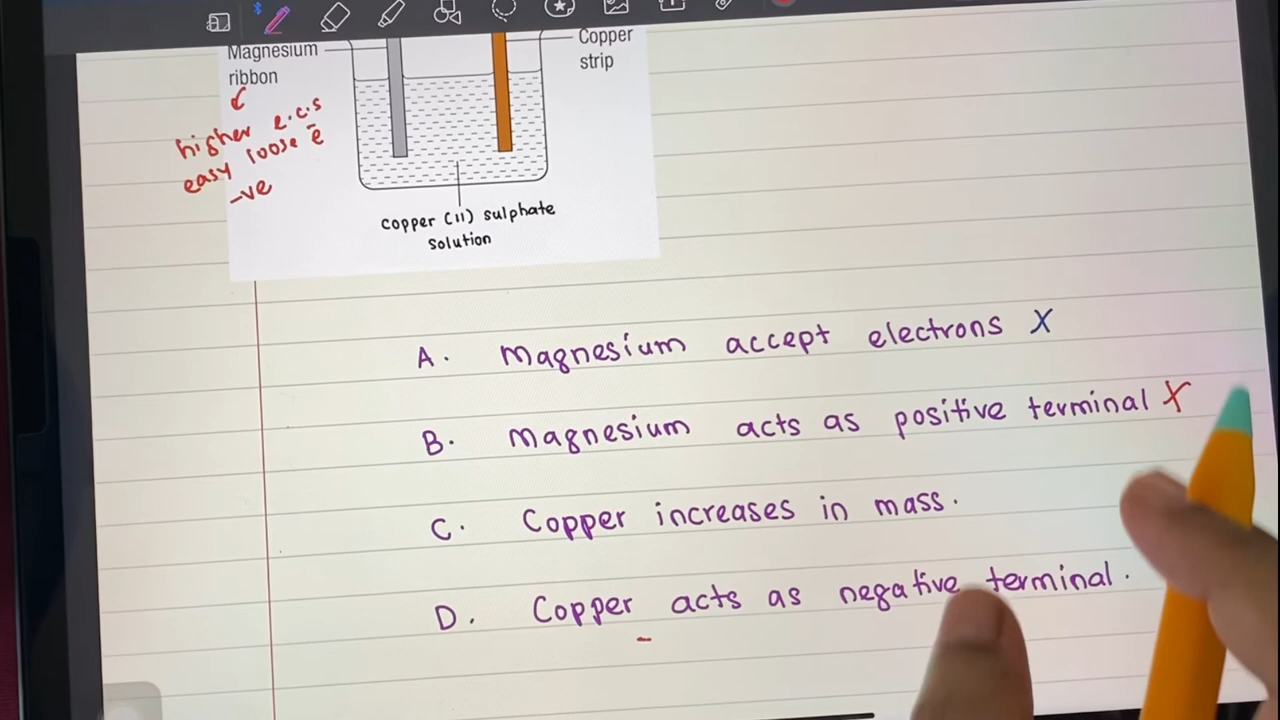 Magnesium
ribbon
Copper
strip
higher e.c.s
easy loose ē
-ve
copper (11) sulphate
solution
A. Magnesium accept electrons X
B. Magnesium acts as positive terminal X
C. Copper increases in mass.
D. Copper acts as negative terminal.